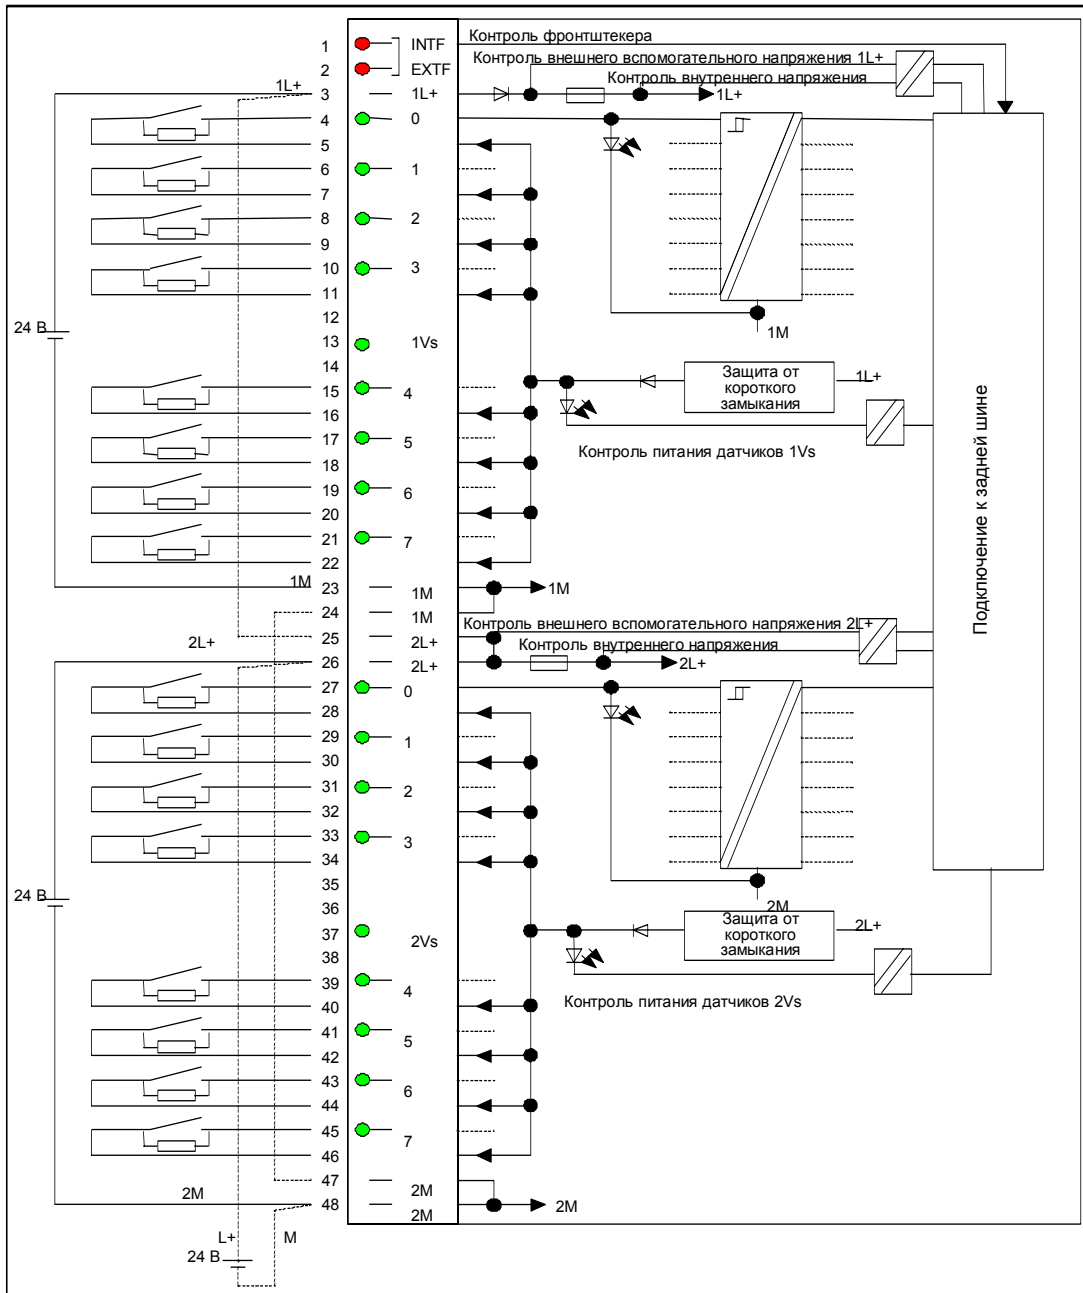 1 INTF Контроль фронтштекера
Контроль внешнего вспомогательного напряжения 1L+
2 EXTF Контроль внутреннего напряжения
1L+ 3 1L+ 1L+
4 0
5
6 1
7
8 2
9
10 3
11
12
24 В 13 1Vs 1M
14
Защита от
короткого
замыкания
1L+
15 4
16
17 5
Контроль питания датчиков 1Vs
18
19 6
20
21 7
22
Подключение к задней шине
1M 23 1M 1M
24 1M
Контроль внешнего вспомогательного напряжения 2L+
2L+ 25 2L+ Контроль внутреннего напряжения
26 2L+ 2L+
27 0
28
29 1
30
31 2
32
33 3
34
35
24 В
36 2M
37 2Vs
Защита от
короткого
замыкания
2L+
38
39 4
Контроль питания датчиков 2Vs
40
41 5
42
43 6
44
45 7
46
47 2M
2M 48 2M 2M
L+ M
24 В